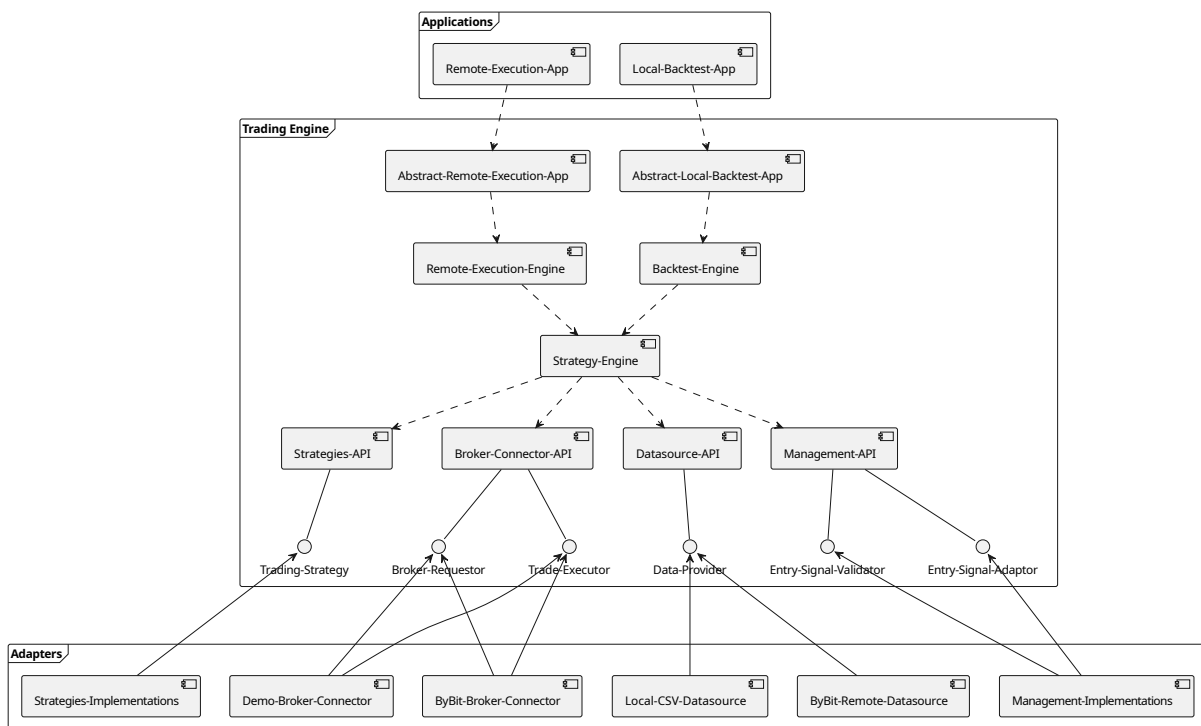 Applications
Remote-Execution-App
Local-Backtest-App
Trading Engine
Abstract-Remote-Execution-App
Abstract-Local-Backtest-App
Remote-Execution-Engine
Backtest-Engine
Strategy-Engine
Strategies-API
Broker-Connector-API
Datasource-API
Management-API
Trading-Strategy
Broker-Requestor
Trade-Executor
Data-Provider
Entry-Signal-Validator
Entry-Signal-Adaptor
Adapters
Strategies-Implementations
Demo-Broker-Connector
ByBit-Broker-Connector
Local-CSV-Datasource
ByBit-Remote-Datasource
Management-Implementations